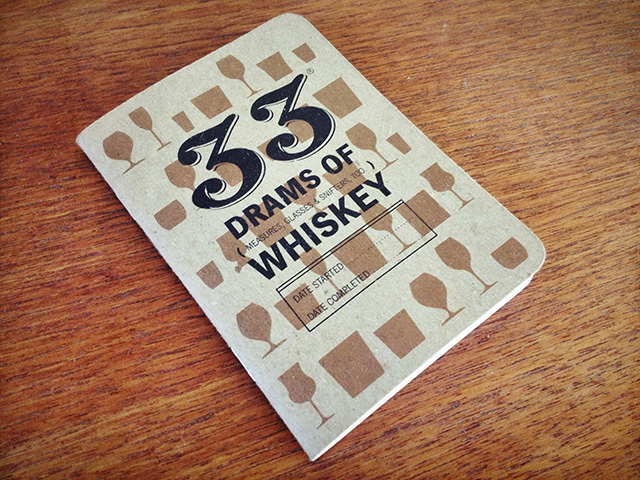 33®
DRAMS OF
( MEASURES, GLASSES & SNIFTERS, TOO. )
WHISKEY
DATE STARTED
DATE COMPLETED